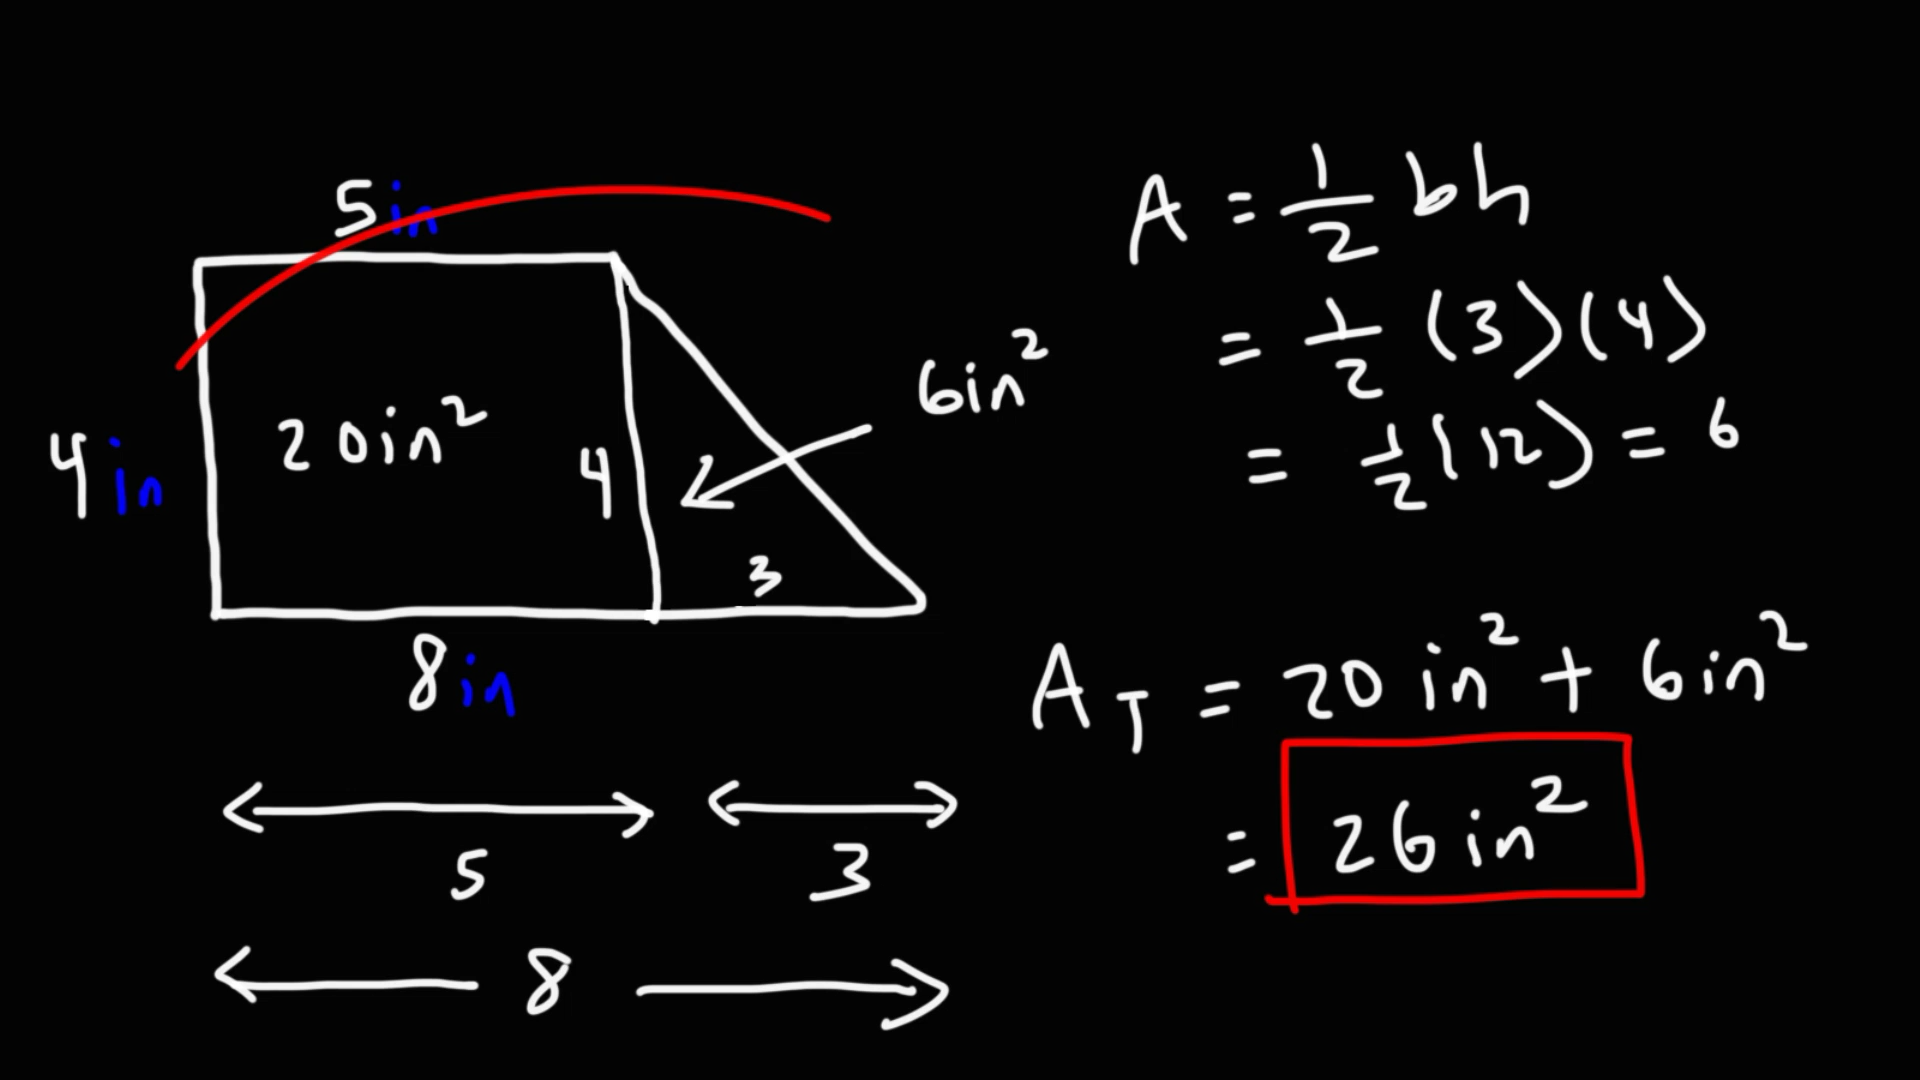 5in
A = 1/2 bh
= 1/2 (3)(4)
6in²
4in
20in²
4
= 1/2 (12) = 6
3
8in
A_T = 20 in² + 6in²
5
3
= 26 in²
8